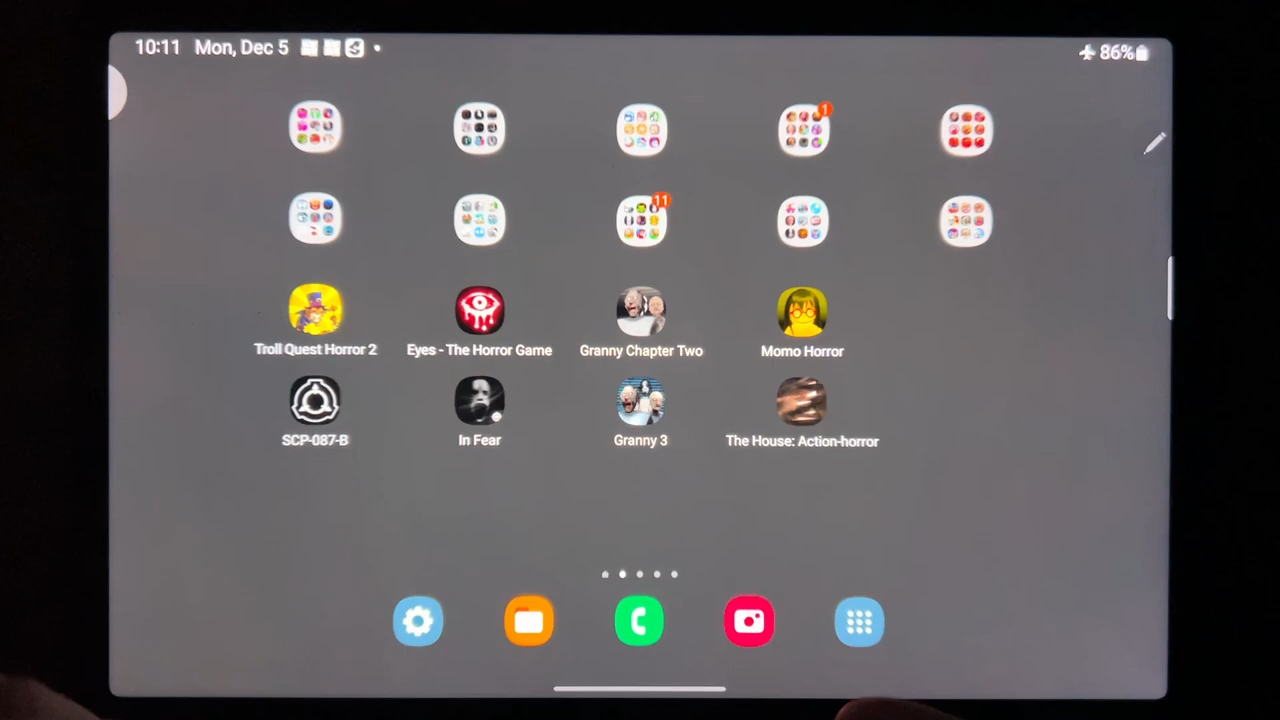 10:11 Mon, Dec 5
86%
1
11
Troll Quest Horror 2
Eyes - The Horror Game
Granny Chapter Two
Momo Horror
SCP-087-B
In Fear
Granny 3
The House: Action-horror